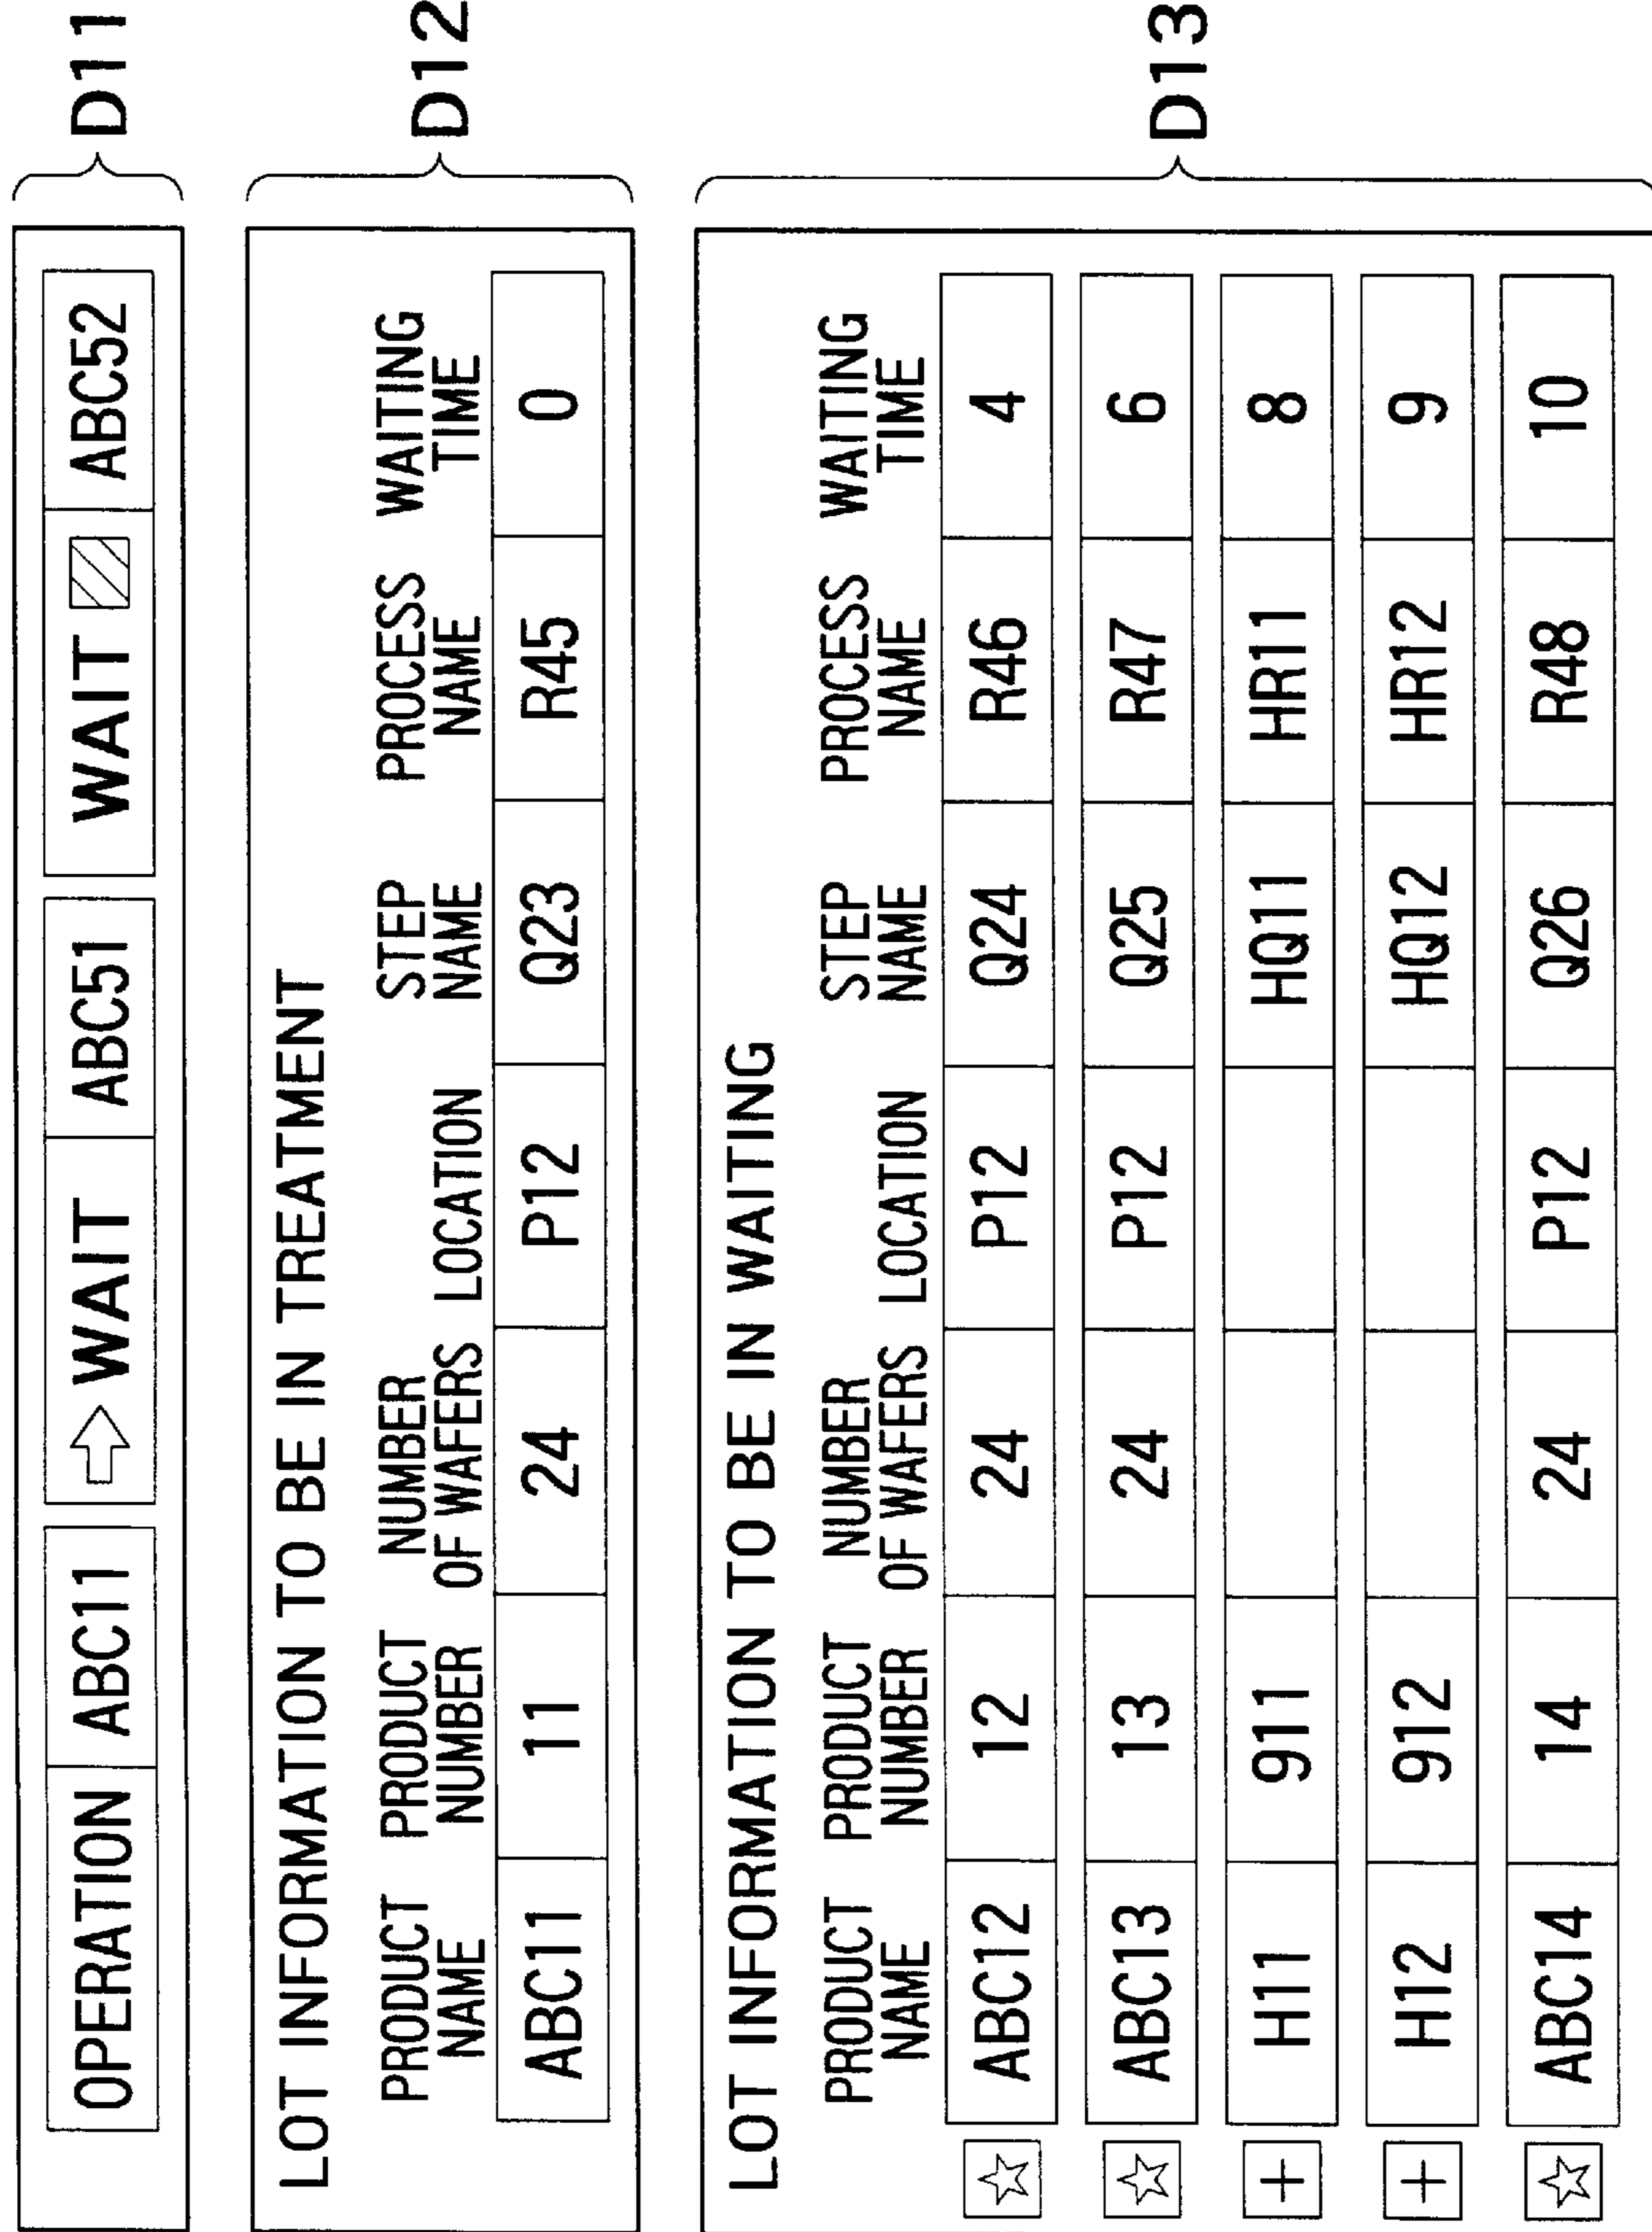 OPERATION ABC11 WAIT ABC51 WAIT ABC52
D11
LOT INFORMATION TO BE IN TREATMENT
PRODUCT NAME PRODUCT NUMBER NUMBER OF WAFERS LOCATION STEP NAME PROCESS NAME WAITING TIME
ABC11 11 24 P12 Q23 R45 0
D12
LOT INFORMATION TO BE IN WAITING
PRODUCT NAME PRODUCT NUMBER NUMBER OF WAFERS LOCATION STEP NAME PROCESS NAME WAITING TIME
ABC12 12 24 P12 Q24 R46 4
ABC13 13 24 P12 Q25 R47 6
HI11 911 HQ11 HR11 8
HI12 912 HQ12 HR12 9
ABC14 14 24 P12 Q26 R48 10
D13